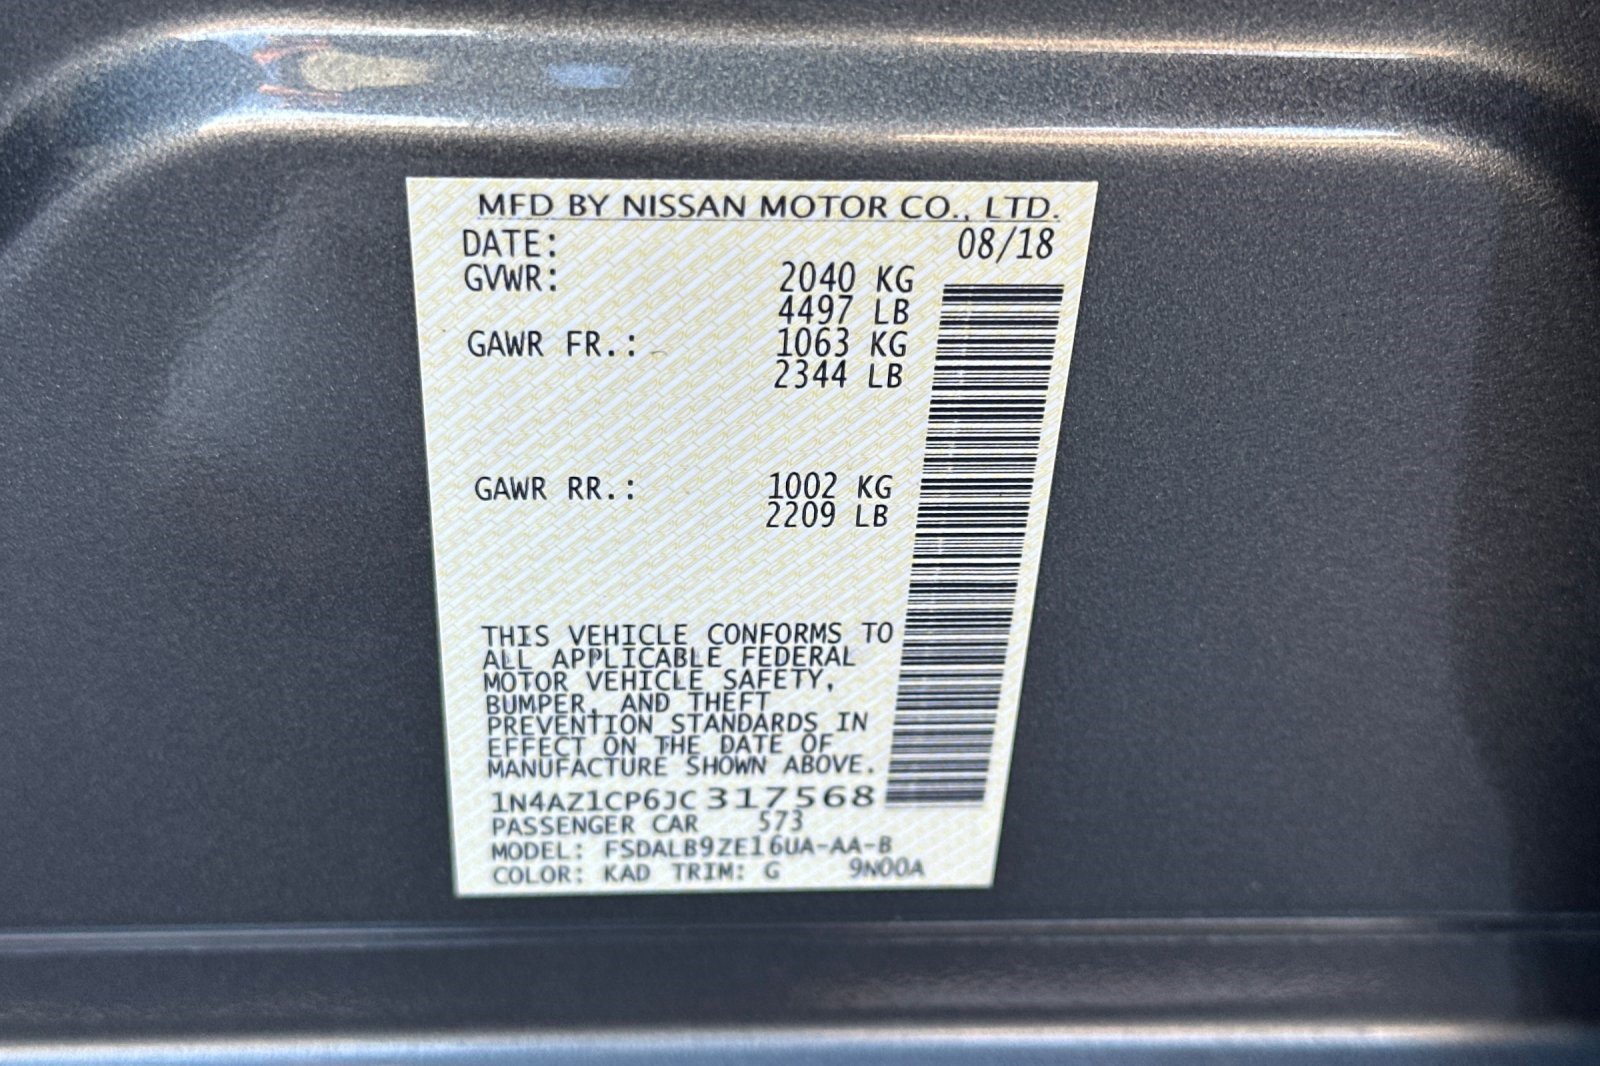 MFD BY NISSAN MOTOR CO., LTD.
DATE: 08/18
GVWR: 2040 KG
4497 LB
GAWR FR.: 1063 KG
2344 LB
GAWR RR.: 1002 KG
2209 LB
THIS VEHICLE CONFORMS TO
ALL APPLICABLE FEDERAL
MOTOR VEHICLE SAFETY,
BUMPER, AND THEFT
PREVENTION STANDARDS IN
EFFECT ON THE DATE OF
MANUFACTURE SHOWN ABOVE.
1N4AZ1CP6JC317568
PASSENGER CAR 573
MODEL: FSDALB9ZE16UA-AA-B
COLOR: KAD TRIM: G 9N00A